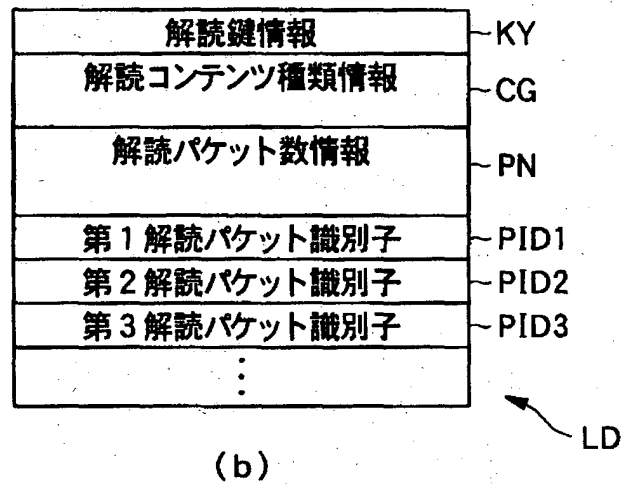 解読鍵情報 KY
解読コンテンツ種類情報 CG
解読パケット数情報 PN
第1解読パケット識別子 PID1
第2解読パケット識別子 PID2
第3解読パケット識別子 PID3
⋮
LD
(b)